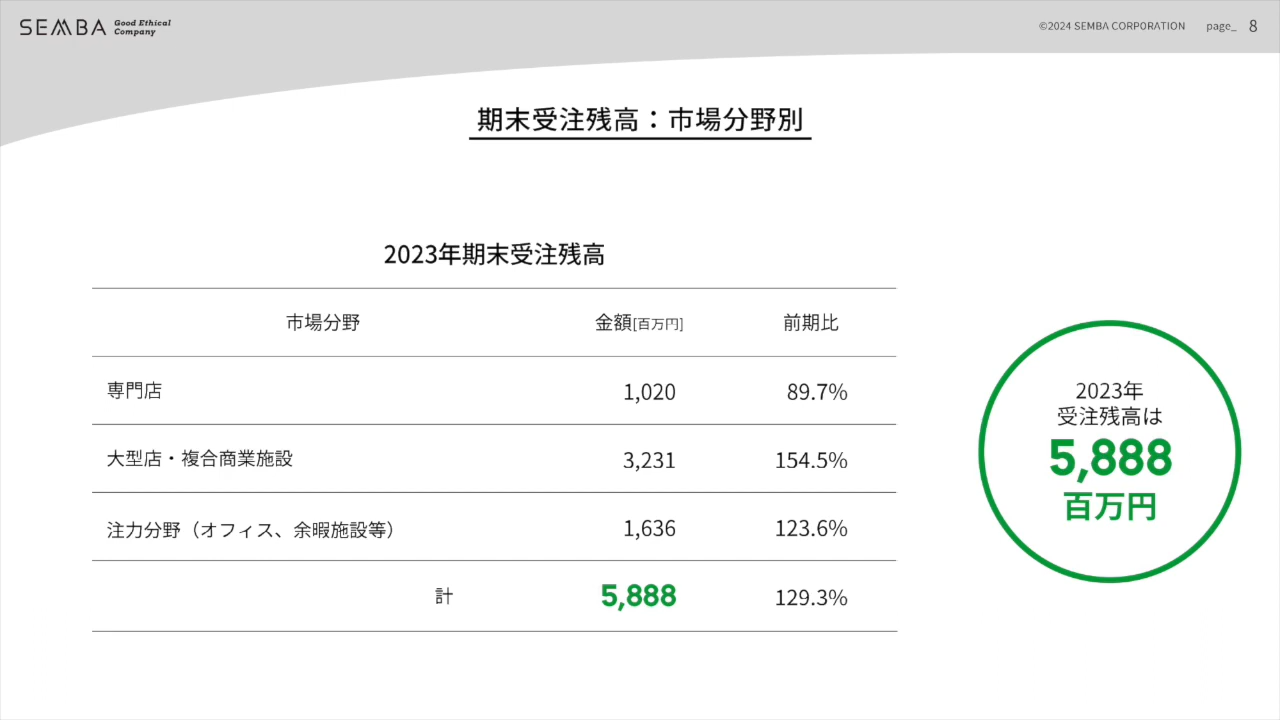 SEMBA Good Ethical Company
©2024 SEMBA CORPORATION page_ 8
期末受注残高：市場分野別
2023年期末受注残高
市場分野 金額[百万円] 前期比
専門店 1,020 89.7%
大型店・複合商業施設 3,231 154.5%
注力分野（オフィス、余暇施設等） 1,636 123.6%
計 5,888 129.3%
2023年
受注残高は
5,888
百万円